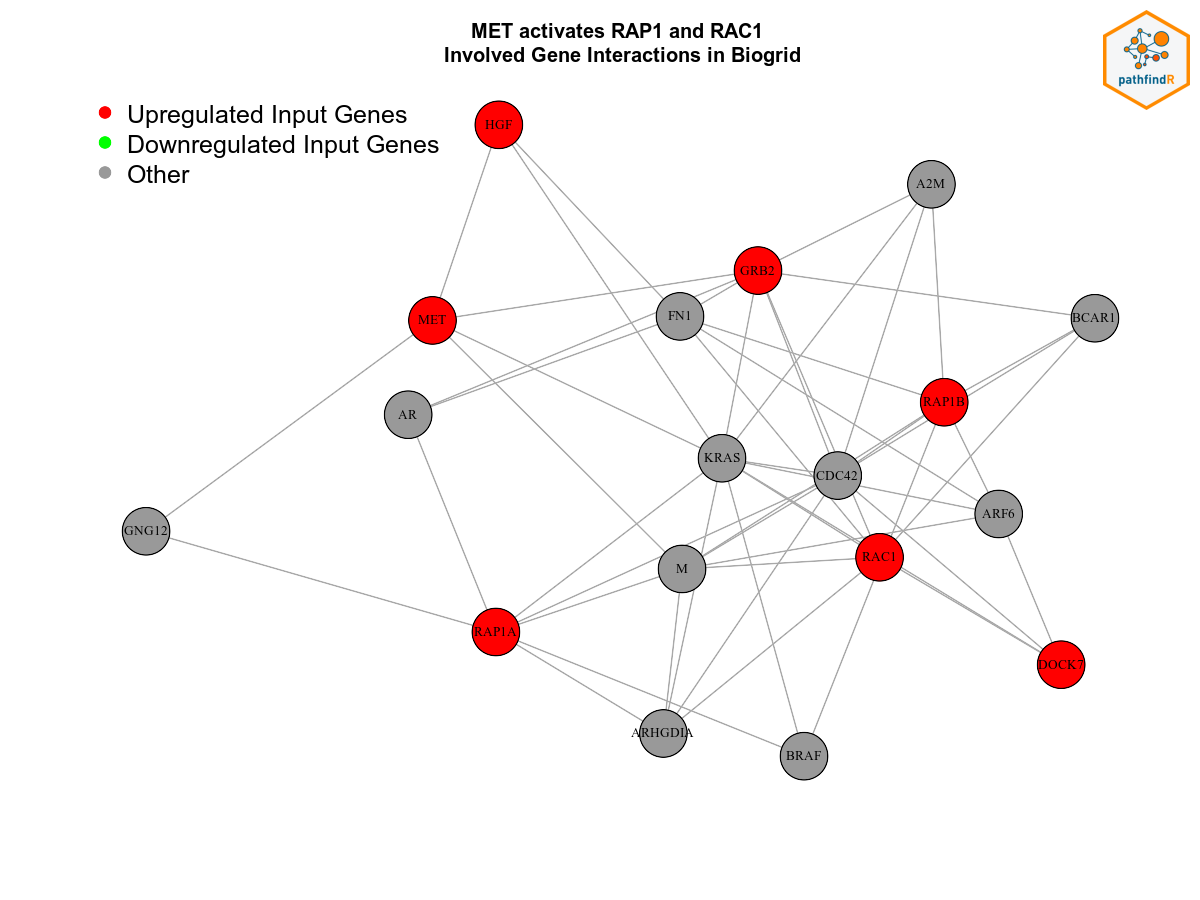 MET activates RAP1 and RAC1
Involved Gene Interactions in Biogrid
pathfindR
Upregulated Input Genes
Downregulated Input Genes
Other
HGF
A2M
GRB2
FN1
BCAR1
MET
RAP1B
AR
KRAS
CDC42
ARF6
GNG12
RAC1
M
RAP1A
DOCK7
ARHGDIA
BRAF